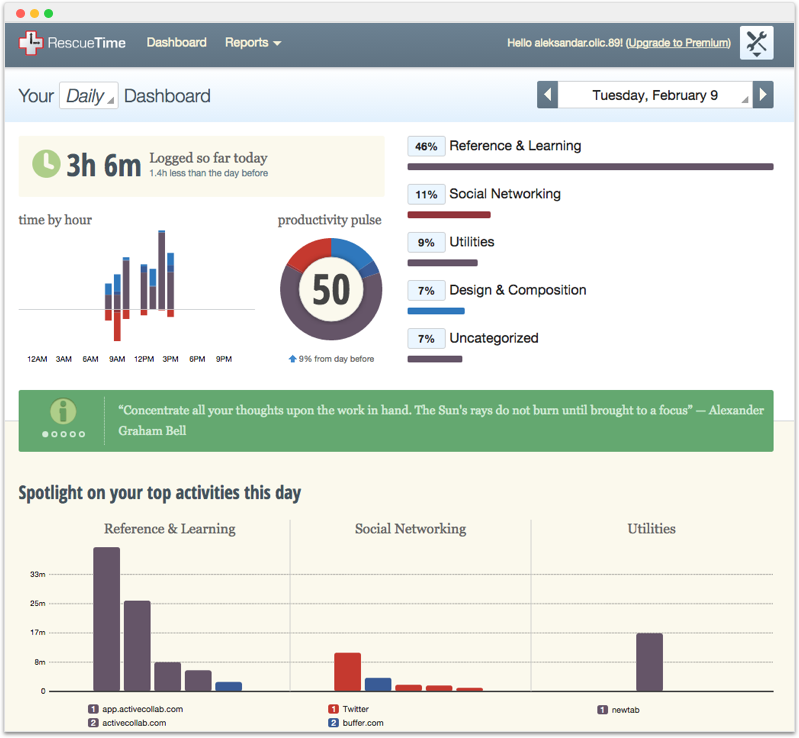 RescueTime Dashboard Reports Hello aleksandar.olic.89! (Upgrade to Premium)
Your Daily Dashboard
Tuesday, February 9
3h 6m Logged so far today
1.4h less than the day before
time by hour
12AM 3AM 6AM 9AM 12PM 3PM 6PM 9PM
productivity pulse
50
9% from day before
46% Reference & Learning
11% Social Networking
9% Utilities
7% Design & Composition
7% Uncategorized
“Concentrate all your thoughts upon the work in hand. The Sun's rays do not burn until brought to a focus” — Alexander
Graham Bell
Spotlight on your top activities this day
Reference & Learning Social Networking Utilities
33m
25m
17m
8m
0
1 app.activecollab.com
2 activecollab.com
1 Twitter
2 buffer.com
1 newtab